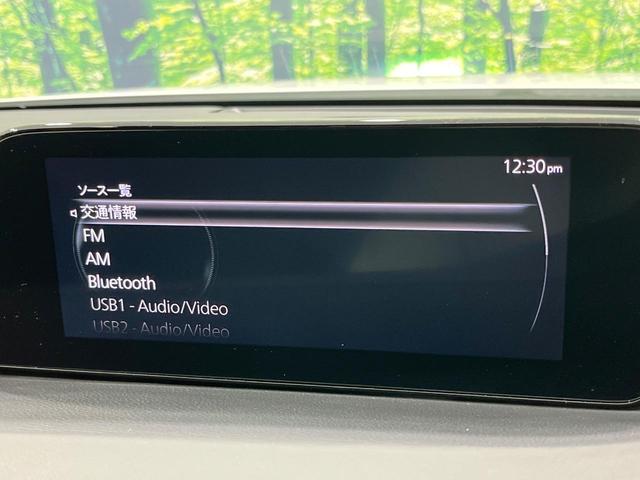 12:30pm
ソース一覧
交通情報
FM
AM
Bluetooth
USB1 - Audio/Video
USB2 - Audio/Video